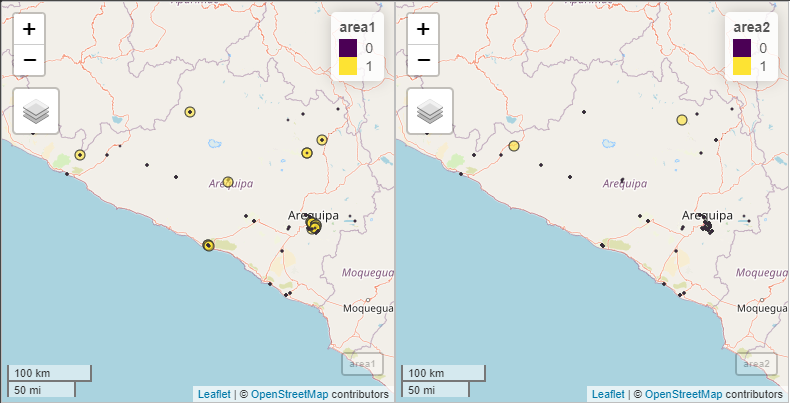 Apurímac
+
−
area1
0
1
Arequipa
Arequipa
Moquegua
Moquegua
100 km
50 mi
area1
Leaflet | © OpenStreetMap contributors
Apurímac
+
−
area2
0
1
Arequipa
Arequipa
Moquegua
Moquegua
100 km
50 mi
area2
Leaflet | © OpenStreetMap contributors